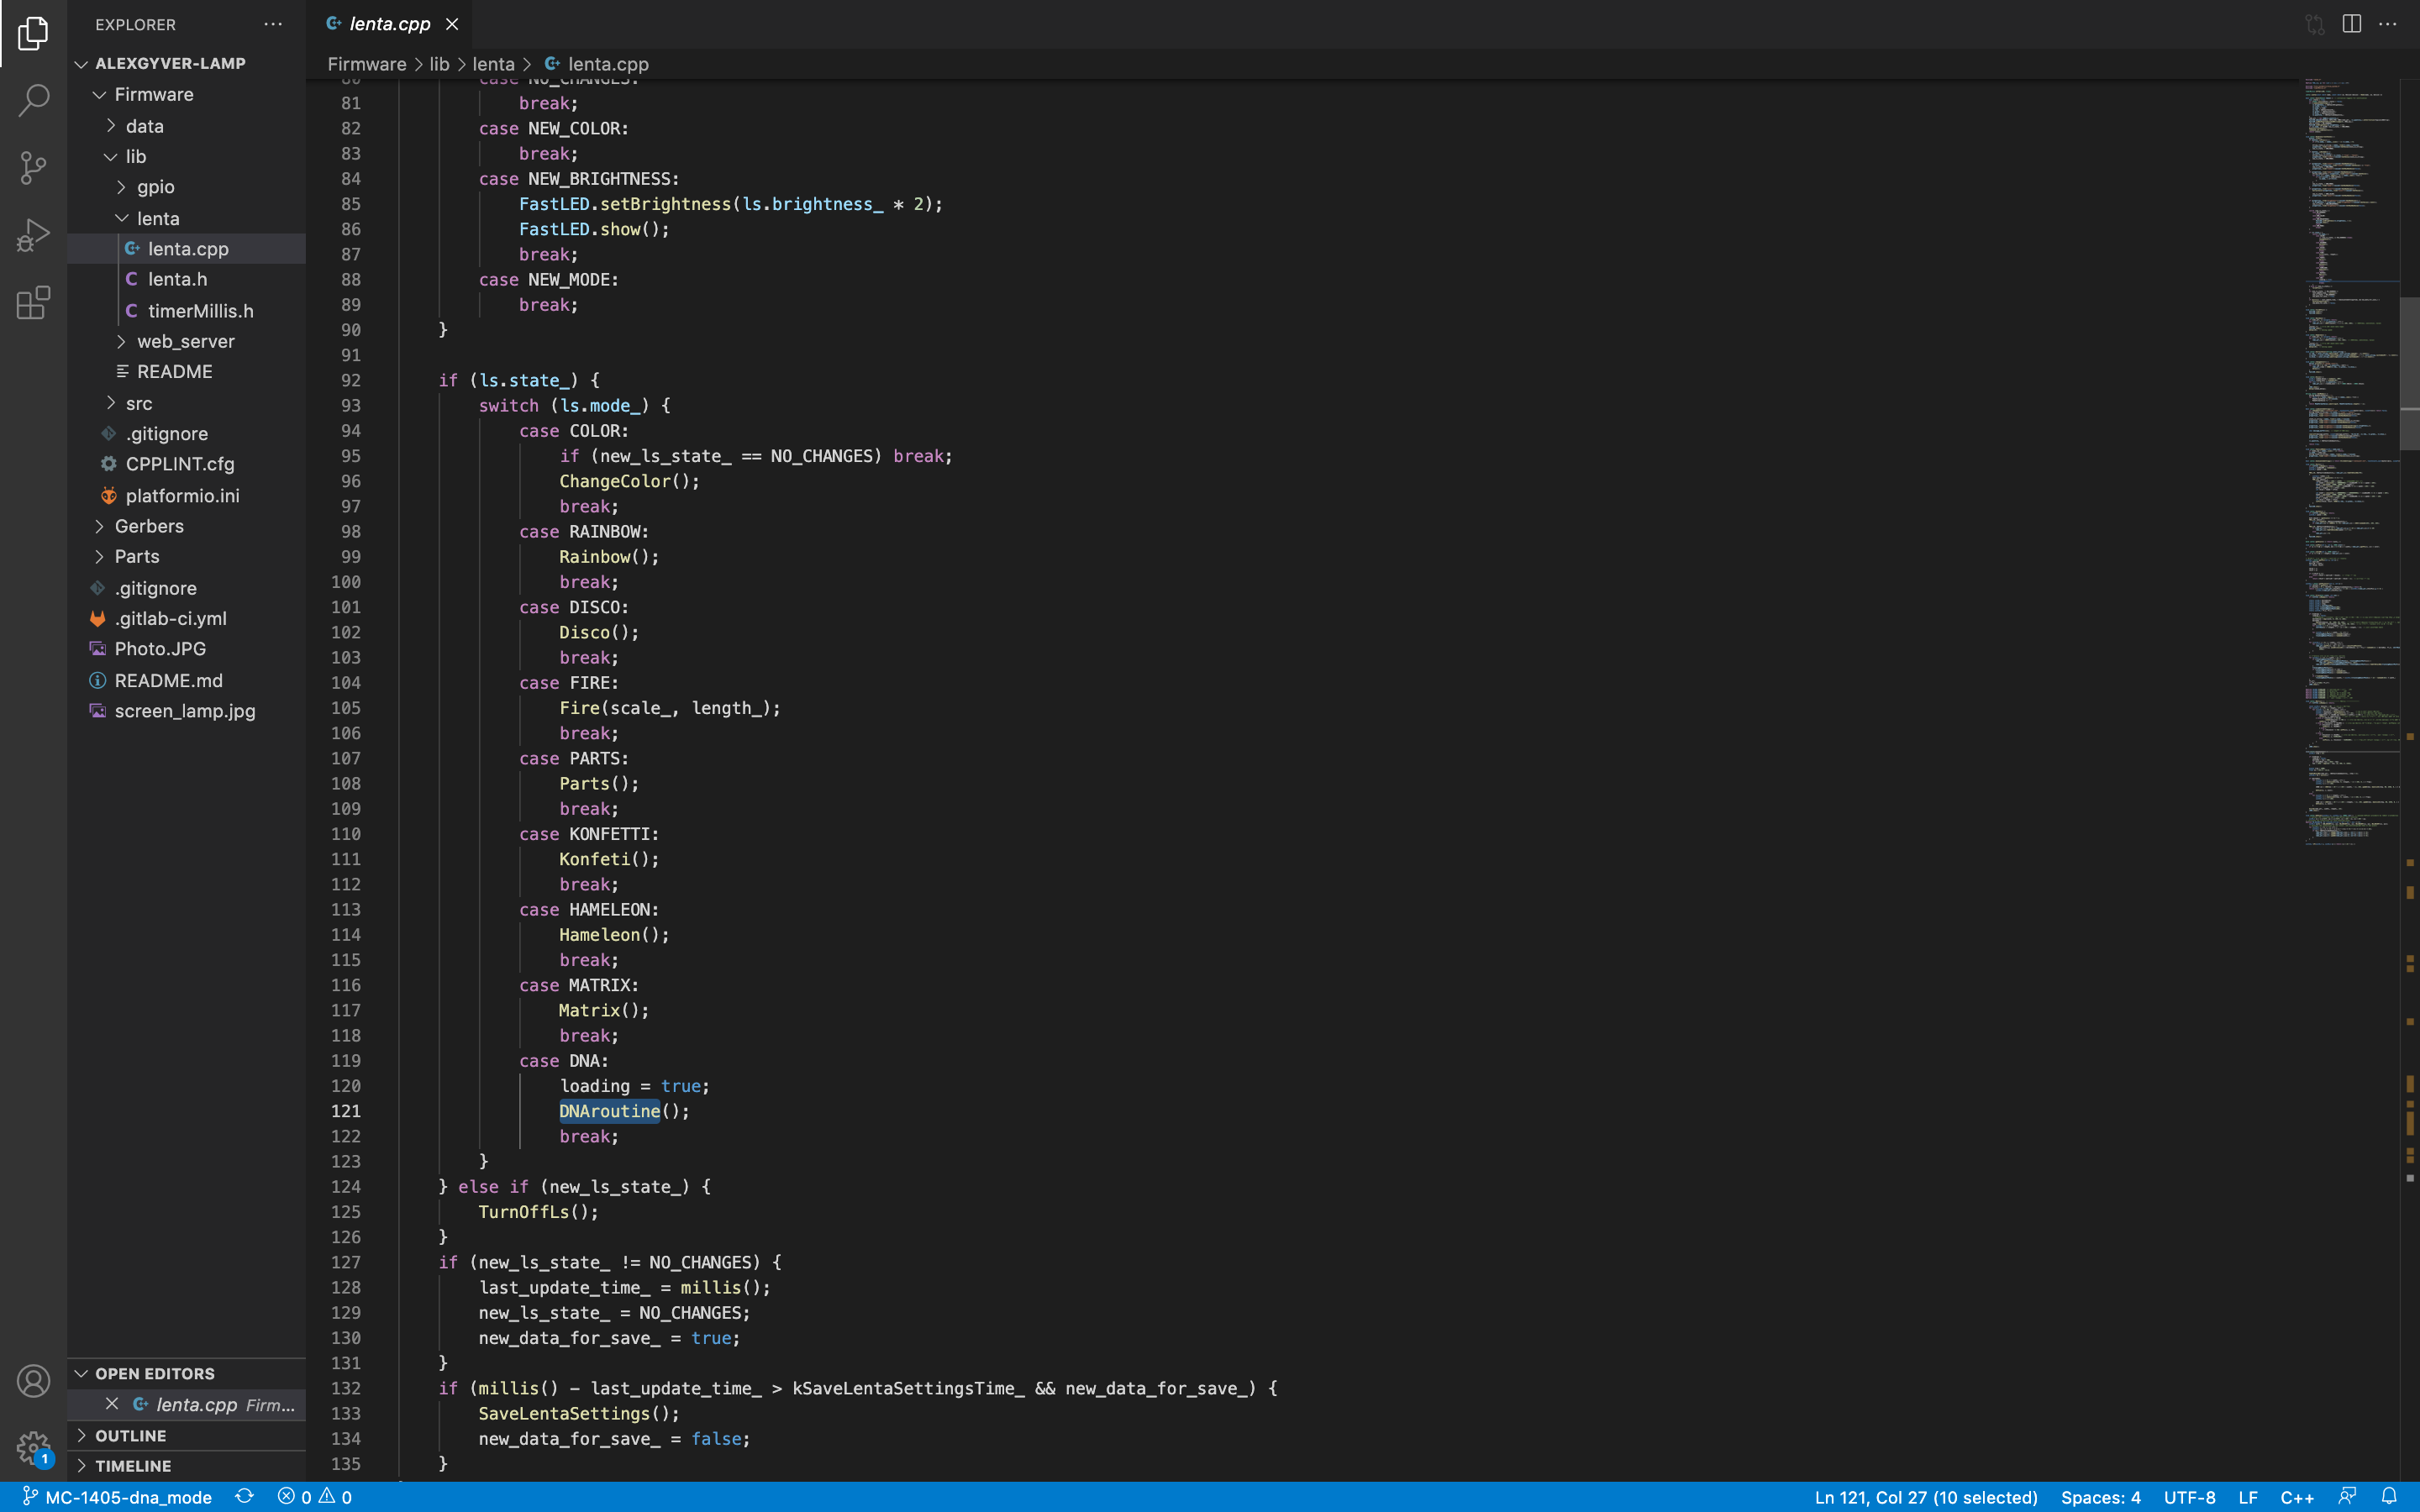 EXPLORER
ALEXGYVER-LAMP
Firmware
data
lib
gpio
lenta
lenta.cpp
lenta.h
timerMillis.h
web_server
README
src
.gitignore
CPPLINT.cfg
platformio.ini
Gerbers
Parts
.gitignore
.gitlab-ci.yml
Photo.JPG
README.md
screen_lamp.jpg
OPEN EDITORS
lenta.cpp Firm...
OUTLINE
TIMELINE
1
lenta.cpp
Firmware > lib > lenta > lenta.cpp
80 case NO_CHANGES:
81 break;
82 case NEW_COLOR:
83 break;
84 case NEW_BRIGHTNESS:
85 FastLED.setBrightness(ls.brightness_ * 2);
86 FastLED.show();
87 break;
88 case NEW_MODE:
89 break;
90 }
91
92 if (ls.state_) {
93 switch (ls.mode_) {
94 case COLOR:
95 if (new_ls_state_ == NO_CHANGES) break;
96 ChangeColor();
97 break;
98 case RAINBOW:
99 Rainbow();
100 break;
101 case DISCO:
102 Disco();
103 break;
104 case FIRE:
105 Fire(scale_, length_);
106 break;
107 case PARTS:
108 Parts();
109 break;
110 case KONFETTI:
111 Konfeti();
112 break;
113 case HAMELEON:
114 Hameleon();
115 break;
116 case MATRIX:
117 Matrix();
118 break;
119 case DNA:
120 loading = true;
121 DNAroutine();
122 break;
123 }
124 } else if (new_ls_state_) {
125 TurnOffLs();
126 }
127 if (new_ls_state_ != NO_CHANGES) {
128 last_update_time_ = millis();
129 new_ls_state_ = NO_CHANGES;
130 new_data_for_save_ = true;
131 }
132 if (millis() - last_update_time_ > kSaveLentaSettingsTime_ && new_data_for_save_) {
133 SaveLentaSettings();
134 new_data_for_save_ = false;
135 }
MC-1405-dna_mode 0 0 Ln 121, Col 27 (10 selected) Spaces: 4 UTF-8 LF C++